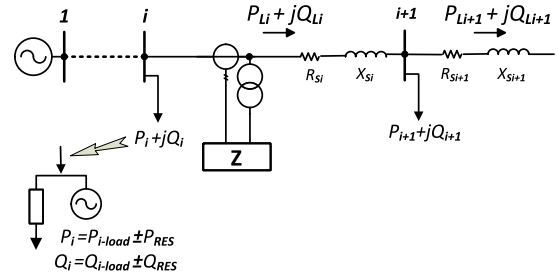 1
i
P_Li + jQ_Li
i+1
P_Li+1 + jQ_Li+1
R_Si
X_Si
R_Si+1
X_Si+1
P_i +jQ_i
P_i+1+jQ_i+1
Z
P_i =P_i-load ±P_RES
Q_i =Q_i-load ±Q_RES